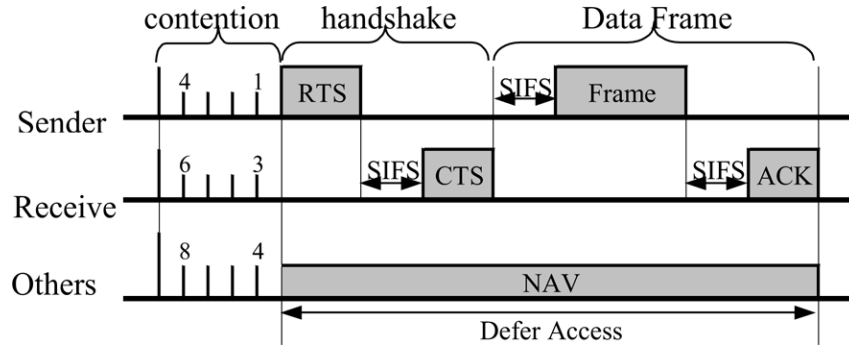 contention handshake Data Frame
4 1 RTS SIFS Frame
Sender
6 3 SIFS CTS SIFS ACK
Receive
8 4
Others NAV
Defer Access